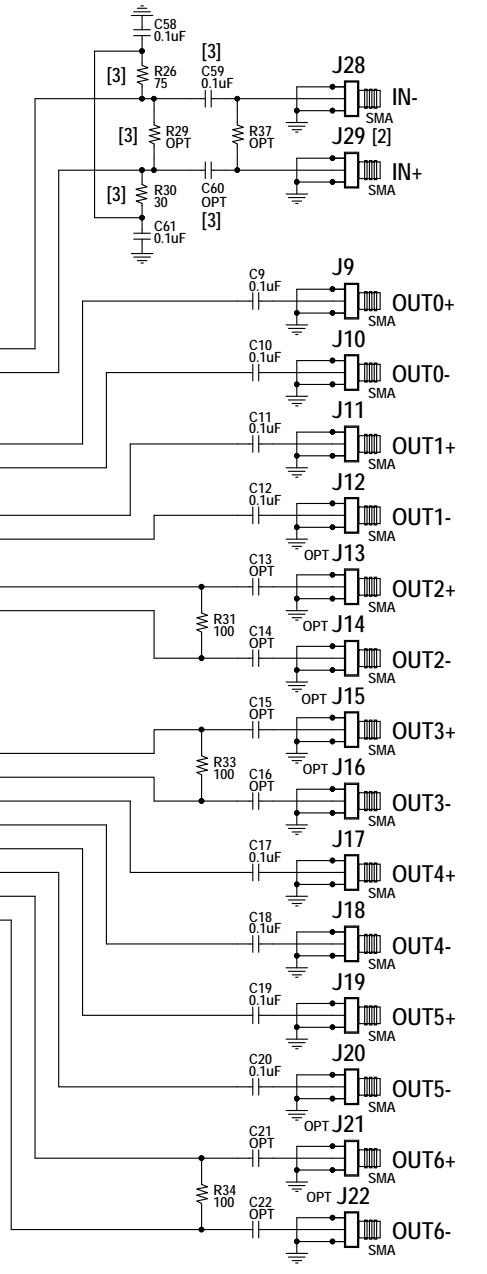 C58
0.1uF
[3]
[3]
R26
75
C59
0.1uF
J28
IN-
SMA
[3]
R29
OPT
R37
OPT
J29 [2]
IN+
SMA
[3]
R30
30
C60
OPT
[3]
C61
0.1uF
C9
0.1uF
J9
OUT0+
SMA
C10
0.1uF
J10
OUT0-
SMA
C11
0.1uF
J11
OUT1+
SMA
C12
0.1uF
J12
OUT1-
SMA
C13
OPT
OPT J13
OUT2+
SMA
R31
100
C14
OPT
OPT J14
OUT2-
SMA
C15
OPT
OPT J15
OUT3+
SMA
R33
100
C16
OPT
OPT J16
OUT3-
SMA
C17
0.1uF
J17
OUT4+
SMA
C18
0.1uF
J18
OUT4-
SMA
C19
0.1uF
J19
OUT5+
SMA
C20
0.1uF
J20
OUT5-
SMA
C21
OPT
OPT J21
OUT6+
SMA
R34
100
C22
OPT
OPT J22
OUT6-
SMA